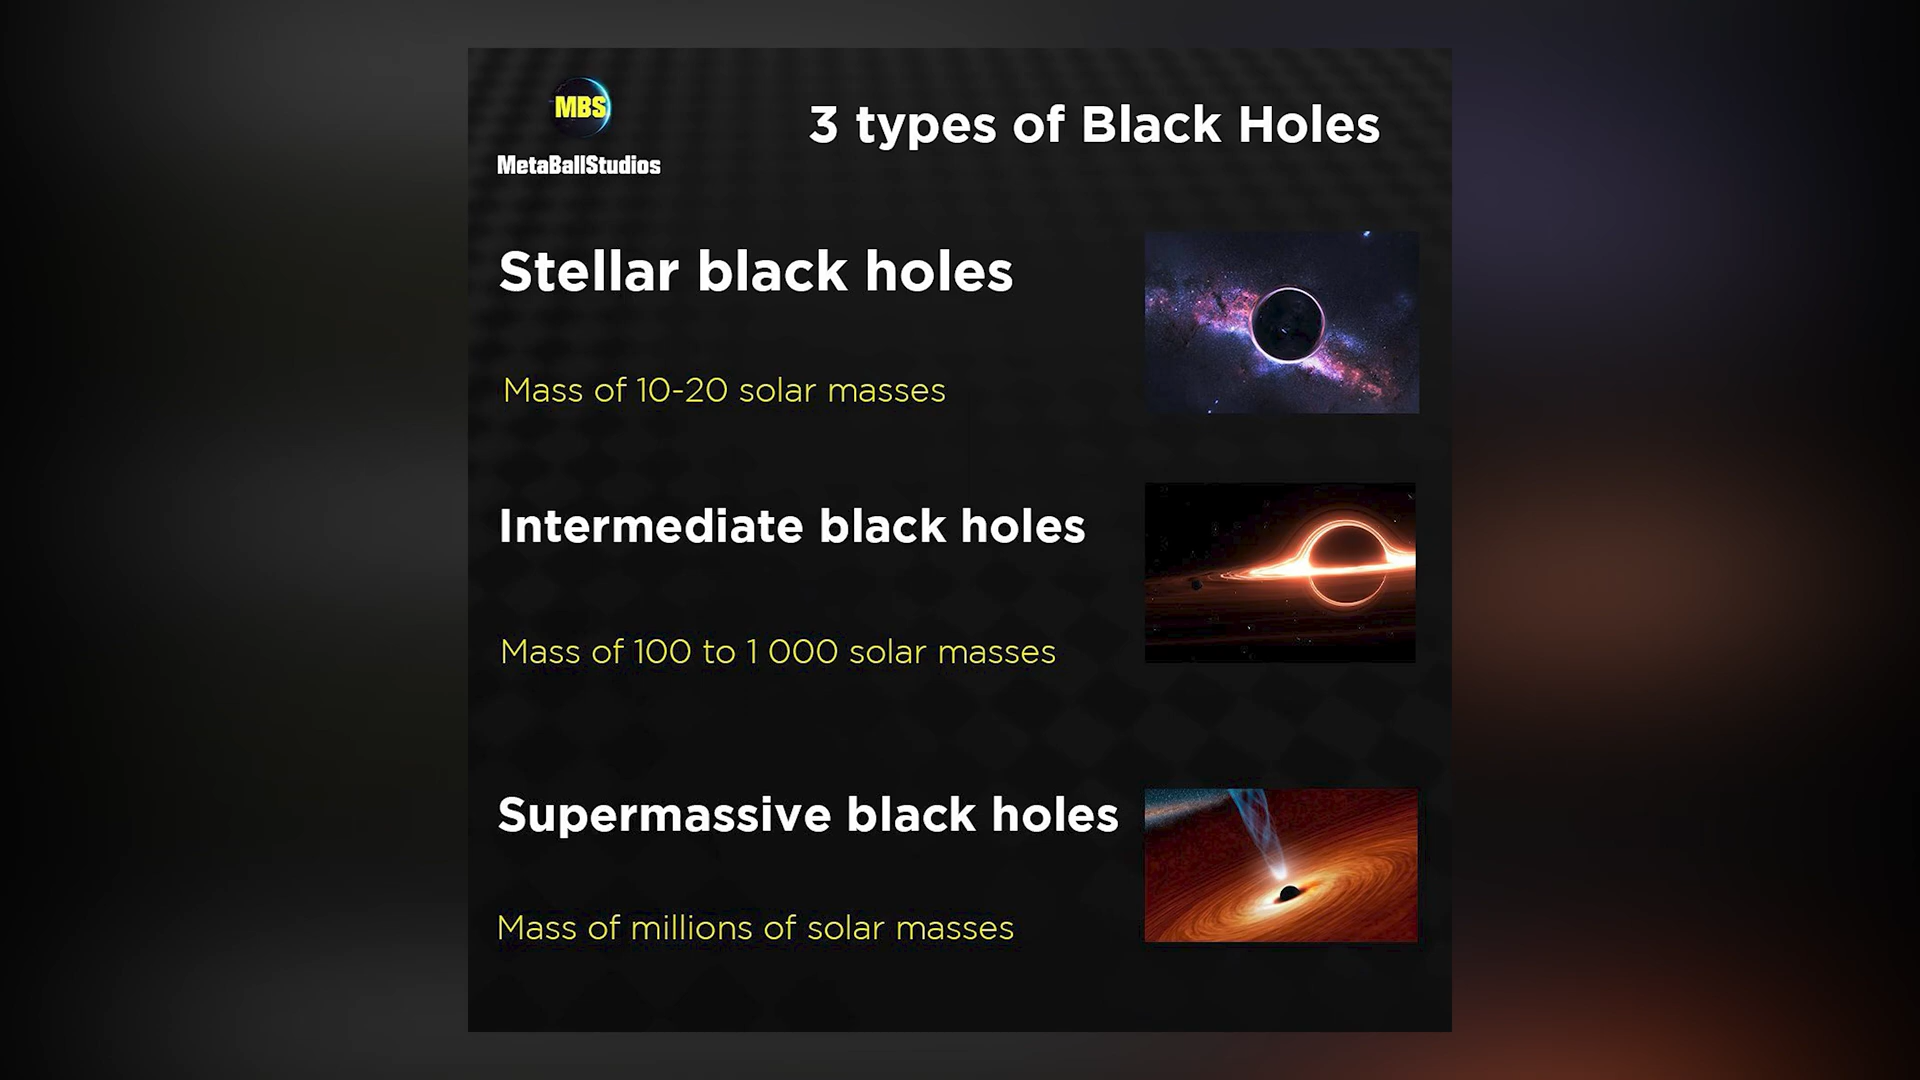 MBS
MetaBallStudios
3 types of Black Holes
Stellar black holes
Mass of 10-20 solar masses
Intermediate black holes
Mass of 100 to 1 000 solar masses
Supermassive black holes
Mass of millions of solar masses